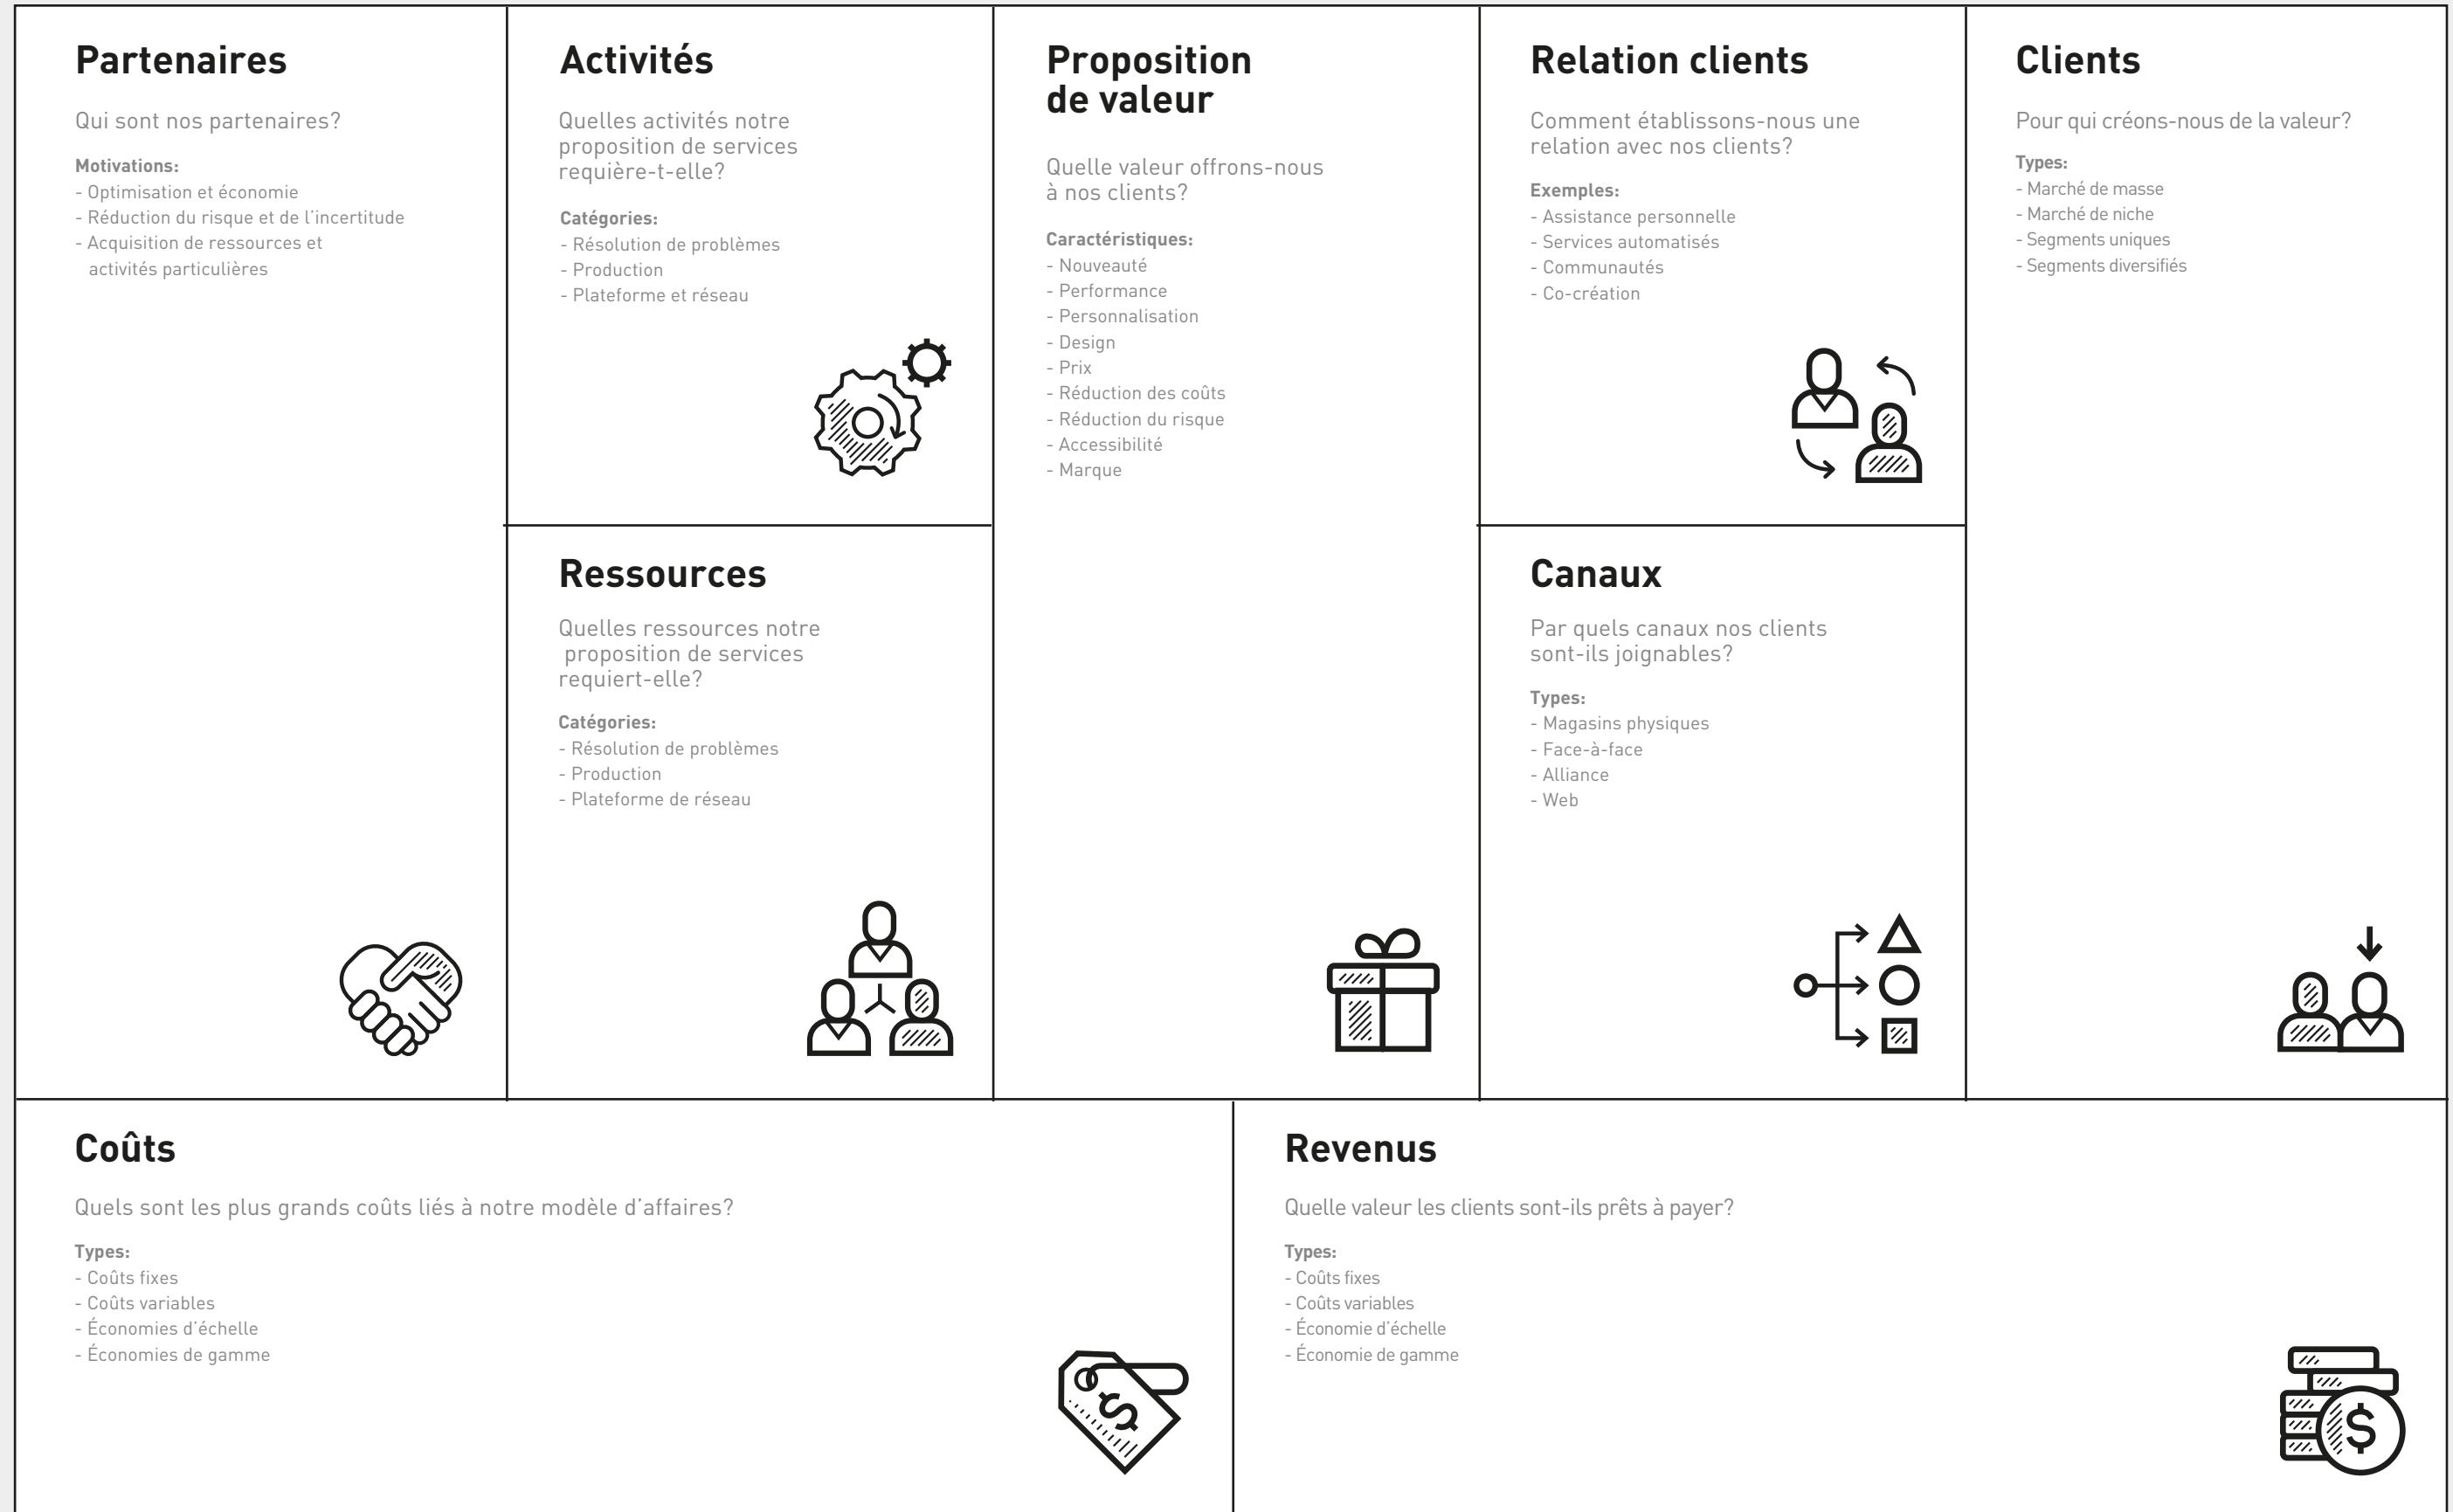 Partenaires
Qui sont nos partenaires?
Motivations:
- Optimisation et économie
- Réduction du risque et de l'incertitude
- Acquisition de ressources et
activités particulières
Activités
Quelles activités notre
proposition de services
requière-t-elle?
Catégories:
- Résolution de problèmes
- Production
- Plateforme et réseau
Ressources
Quelles ressources notre
proposition de services
requiert-elle?
Catégories:
- Résolution de problèmes
- Production
- Plateforme de réseau
Proposition
de valeur
Quelle valeur offrons-nous
à nos clients?
Caractéristiques:
- Nouveauté
- Performance
- Personnalisation
- Design
- Prix
- Réduction des coûts
- Réduction du risque
- Accessibilité
- Marque
Relation clients
Comment établissons-nous une
relation avec nos clients?
Exemples:
- Assistance personnelle
- Services automatisés
- Communautés
- Co-création
Canaux
Par quels canaux nos clients
sont-ils joignables?
Types:
- Magasins physiques
- Face-à-face
- Alliance
- Web
Clients
Pour qui créons-nous de la valeur?
Types:
- Marché de masse
- Marché de niche
- Segments uniques
- Segments diversifiés
Coûts
Quels sont les plus grands coûts liés à notre modèle d'affaires?
Types:
- Coûts fixes
- Coûts variables
- Économies d'échelle
- Économies de gamme
$
Revenus
Quelle valeur les clients sont-ils prêts à payer?
Types:
- Coûts fixes
- Coûts variables
- Économie d'échelle
- Économie de gamme
$